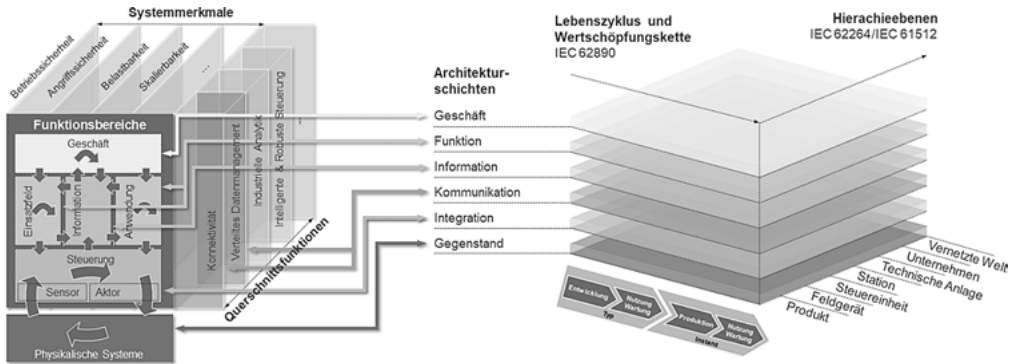 Systemmerkmale
Betriebssicherheit
Angriffssicherheit
Belastbarkeit
Skalierbarkeit
...
Funktionsbereiche
Geschäft
Einsatzfeld
Information
Anwendung
Steuerung
Sensor
Aktor
Physikalische Systeme
Konnektivität
Verteiltes Datenmanagement
Industrielle Analytik
Intelligente & Robuste Steuerung
...
Querschnittsfunktionen
Architektur-
schichten
Geschäft
Funktion
Information
Kommunikation
Integration
Gegenstand
Lebenszyklus und
Wertschöpfungskette
IEC 62890
Hierachieebenen
IEC 62264/IEC 61512
Vernetzte Welt
Unternehmen
Technische Anlage
Station
Steuereinheit
Feldgerät
Produkt
Entwicklung
Nutzung
Wartung
Produktion
Nutzung
Wartung
Typ
Instanz